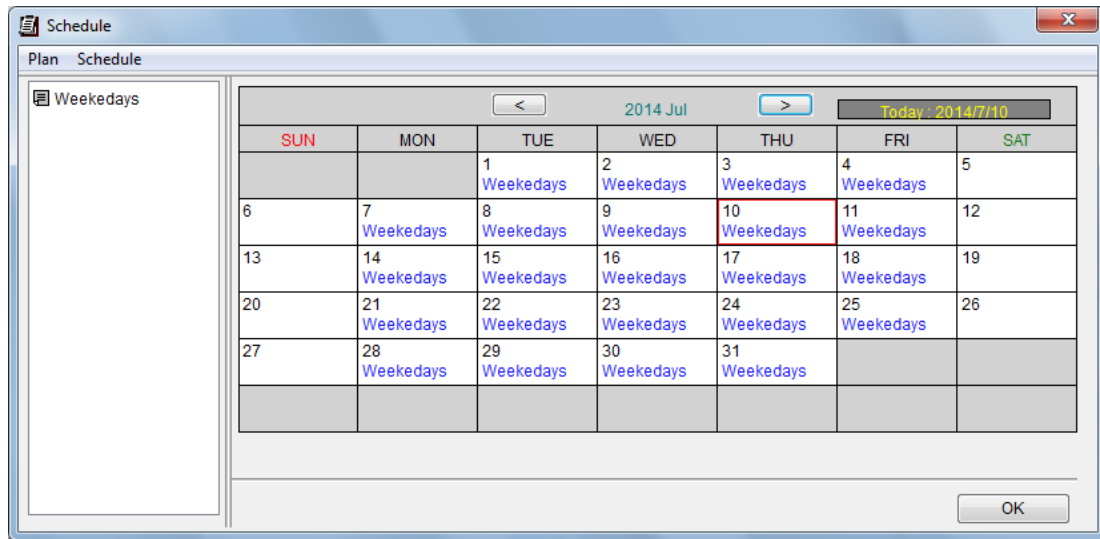 Schedule
Plan Schedule
Weekedays
< 2014 Jul > Today : 2014/7/10
SUN MON TUE WED THU FRI SAT
1 2 3 4 5
Weekedays Weekedays Weekedays Weekedays
6 7 8 9 10 11 12
Weekedays Weekedays Weekedays Weekedays Weekedays
13 14 15 16 17 18 19
Weekedays Weekedays Weekedays Weekedays Weekedays
20 21 22 23 24 25 26
Weekedays Weekedays Weekedays Weekedays Weekedays
27 28 29 30 31
Weekedays Weekedays Weekedays Weekedays
OK